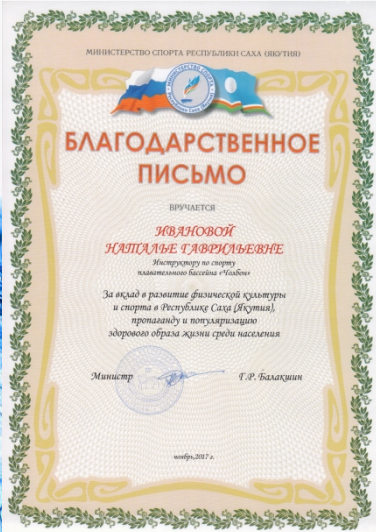 МИНИСТЕРСТВО СПОРТА РЕСПУБЛИКИ САХА (ЯКУТИЯ)
БЛАГОДАРСТВЕННОЕ
ПИСЬМО
ВРУЧАЕТСЯ
ИВАНОВОЙ
НАТАЛЬЕ ГАВРИЛЬЕВНЕ
Инструктору по спорту
плавательного бассейна «Чолбон»
За вклад в развитие физической культуры
и спорта в Республике Саха (Якутия),
пропаганду и популяризацию
здорового образа жизни среди населения
Министр Г.Р. Балакшин
ноябрь,2017 г.